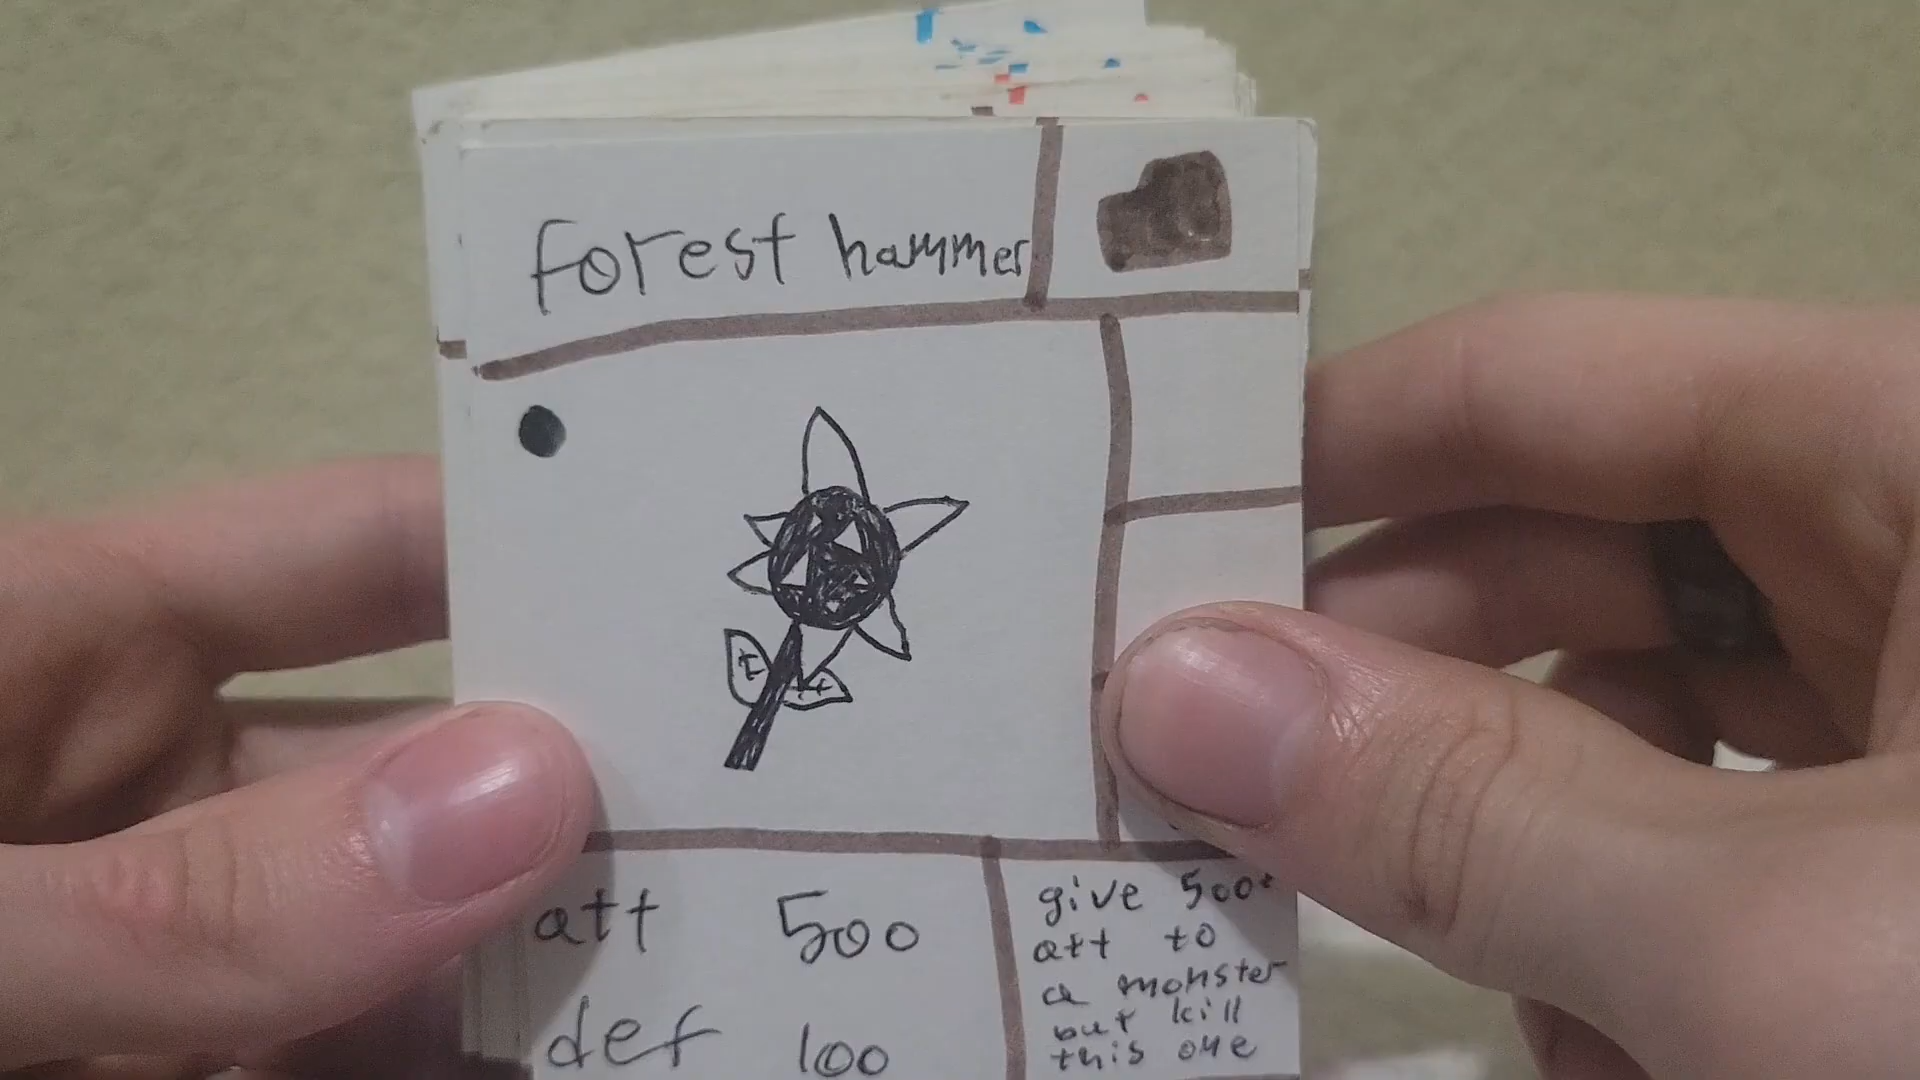 forest hammer
att 500
def 100
give 500
att to
a monster
but kill
this one